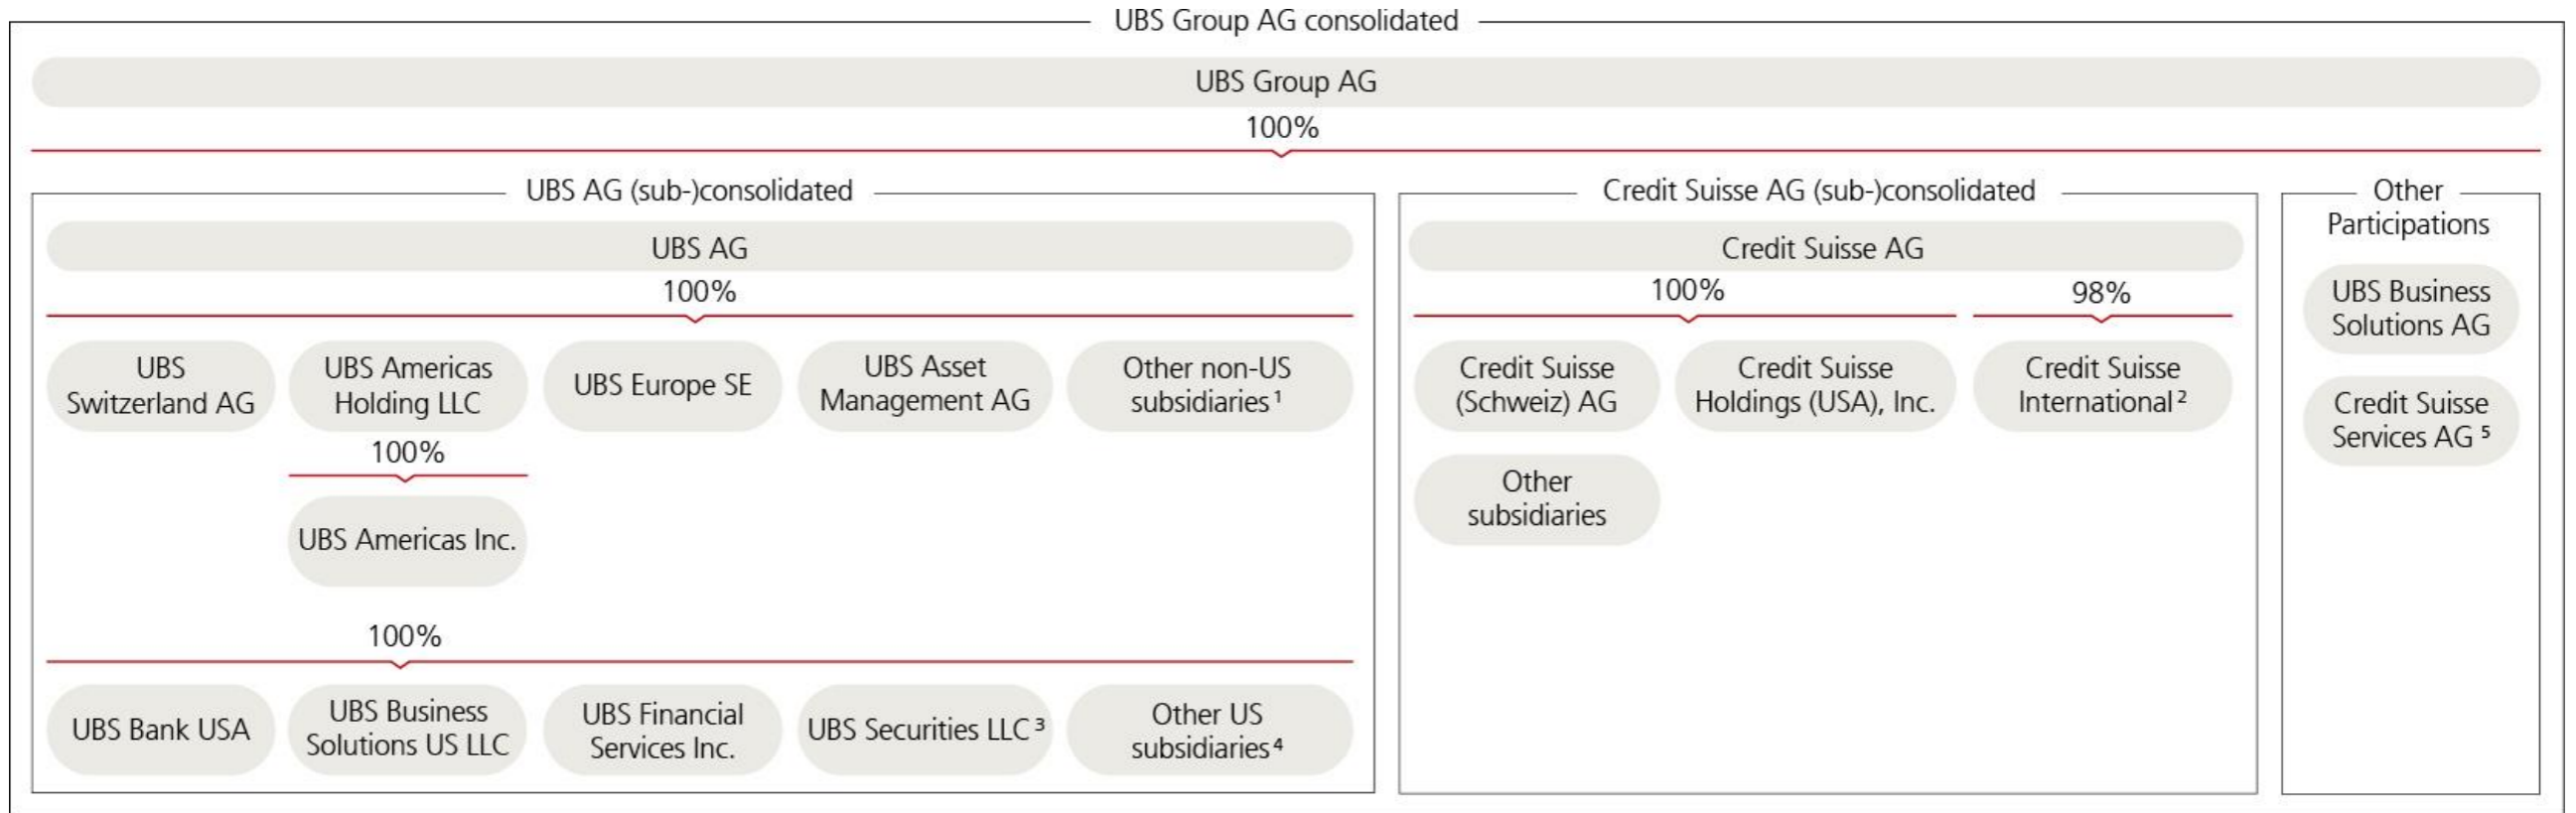 UBS Group AG consolidated
UBS Group AG
100%
UBS AG (sub-)consolidated
UBS AG
100%
UBS
Switzerland AG
UBS Americas
Holding LLC
UBS Europe SE
UBS Asset
Management AG
Other non-US
subsidiaries ¹
100%
UBS Americas Inc.
100%
UBS Bank USA
UBS Business
Solutions US LLC
UBS Financial
Services Inc.
UBS Securities LLC ³
Other US
subsidiaries ⁴
Credit Suisse AG (sub-)consolidated
Credit Suisse AG
100%
98%
Credit Suisse
(Schweiz) AG
Credit Suisse
Holdings (USA), Inc.
Credit Suisse
International ²
Other
subsidiaries
Other
Participations
UBS Business
Solutions AG
Credit Suisse
Services AG ⁵